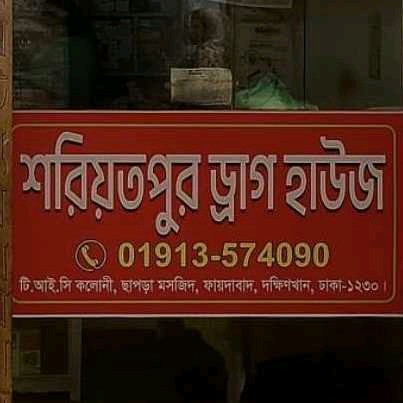 শরিয়তপুর ড্রাগ হাউজ
01913-574090
টি.আই.সি কলোনী, ছাপড়া মসজিদ, ফায়দাবাদ, দক্ষিণখান, ঢাকা-১২৩০।